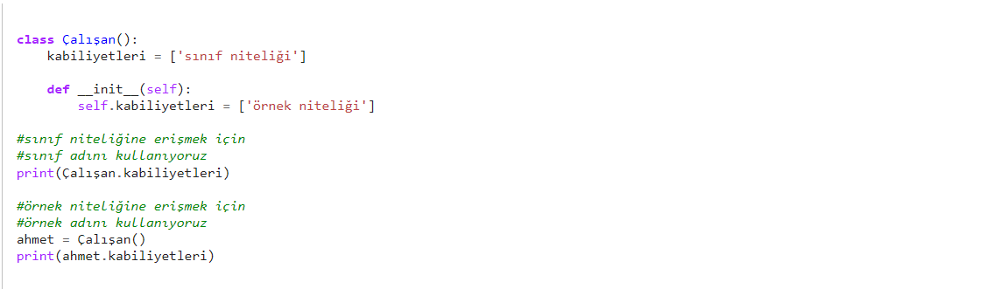 class Çalışan():
    kabiliyetleri = ['sınıf niteliği']
    def __init__(self):
        self.kabiliyetleri = ['örnek niteliği']
#sınıf niteliğine erişmek için
#sınıf adını kullanıyoruz
print(Çalışan.kabiliyetleri)
#örnek niteliğine erişmek için
#örnek adını kullanıyoruz
ahmet = Çalışan()
print(ahmet.kabiliyetleri)